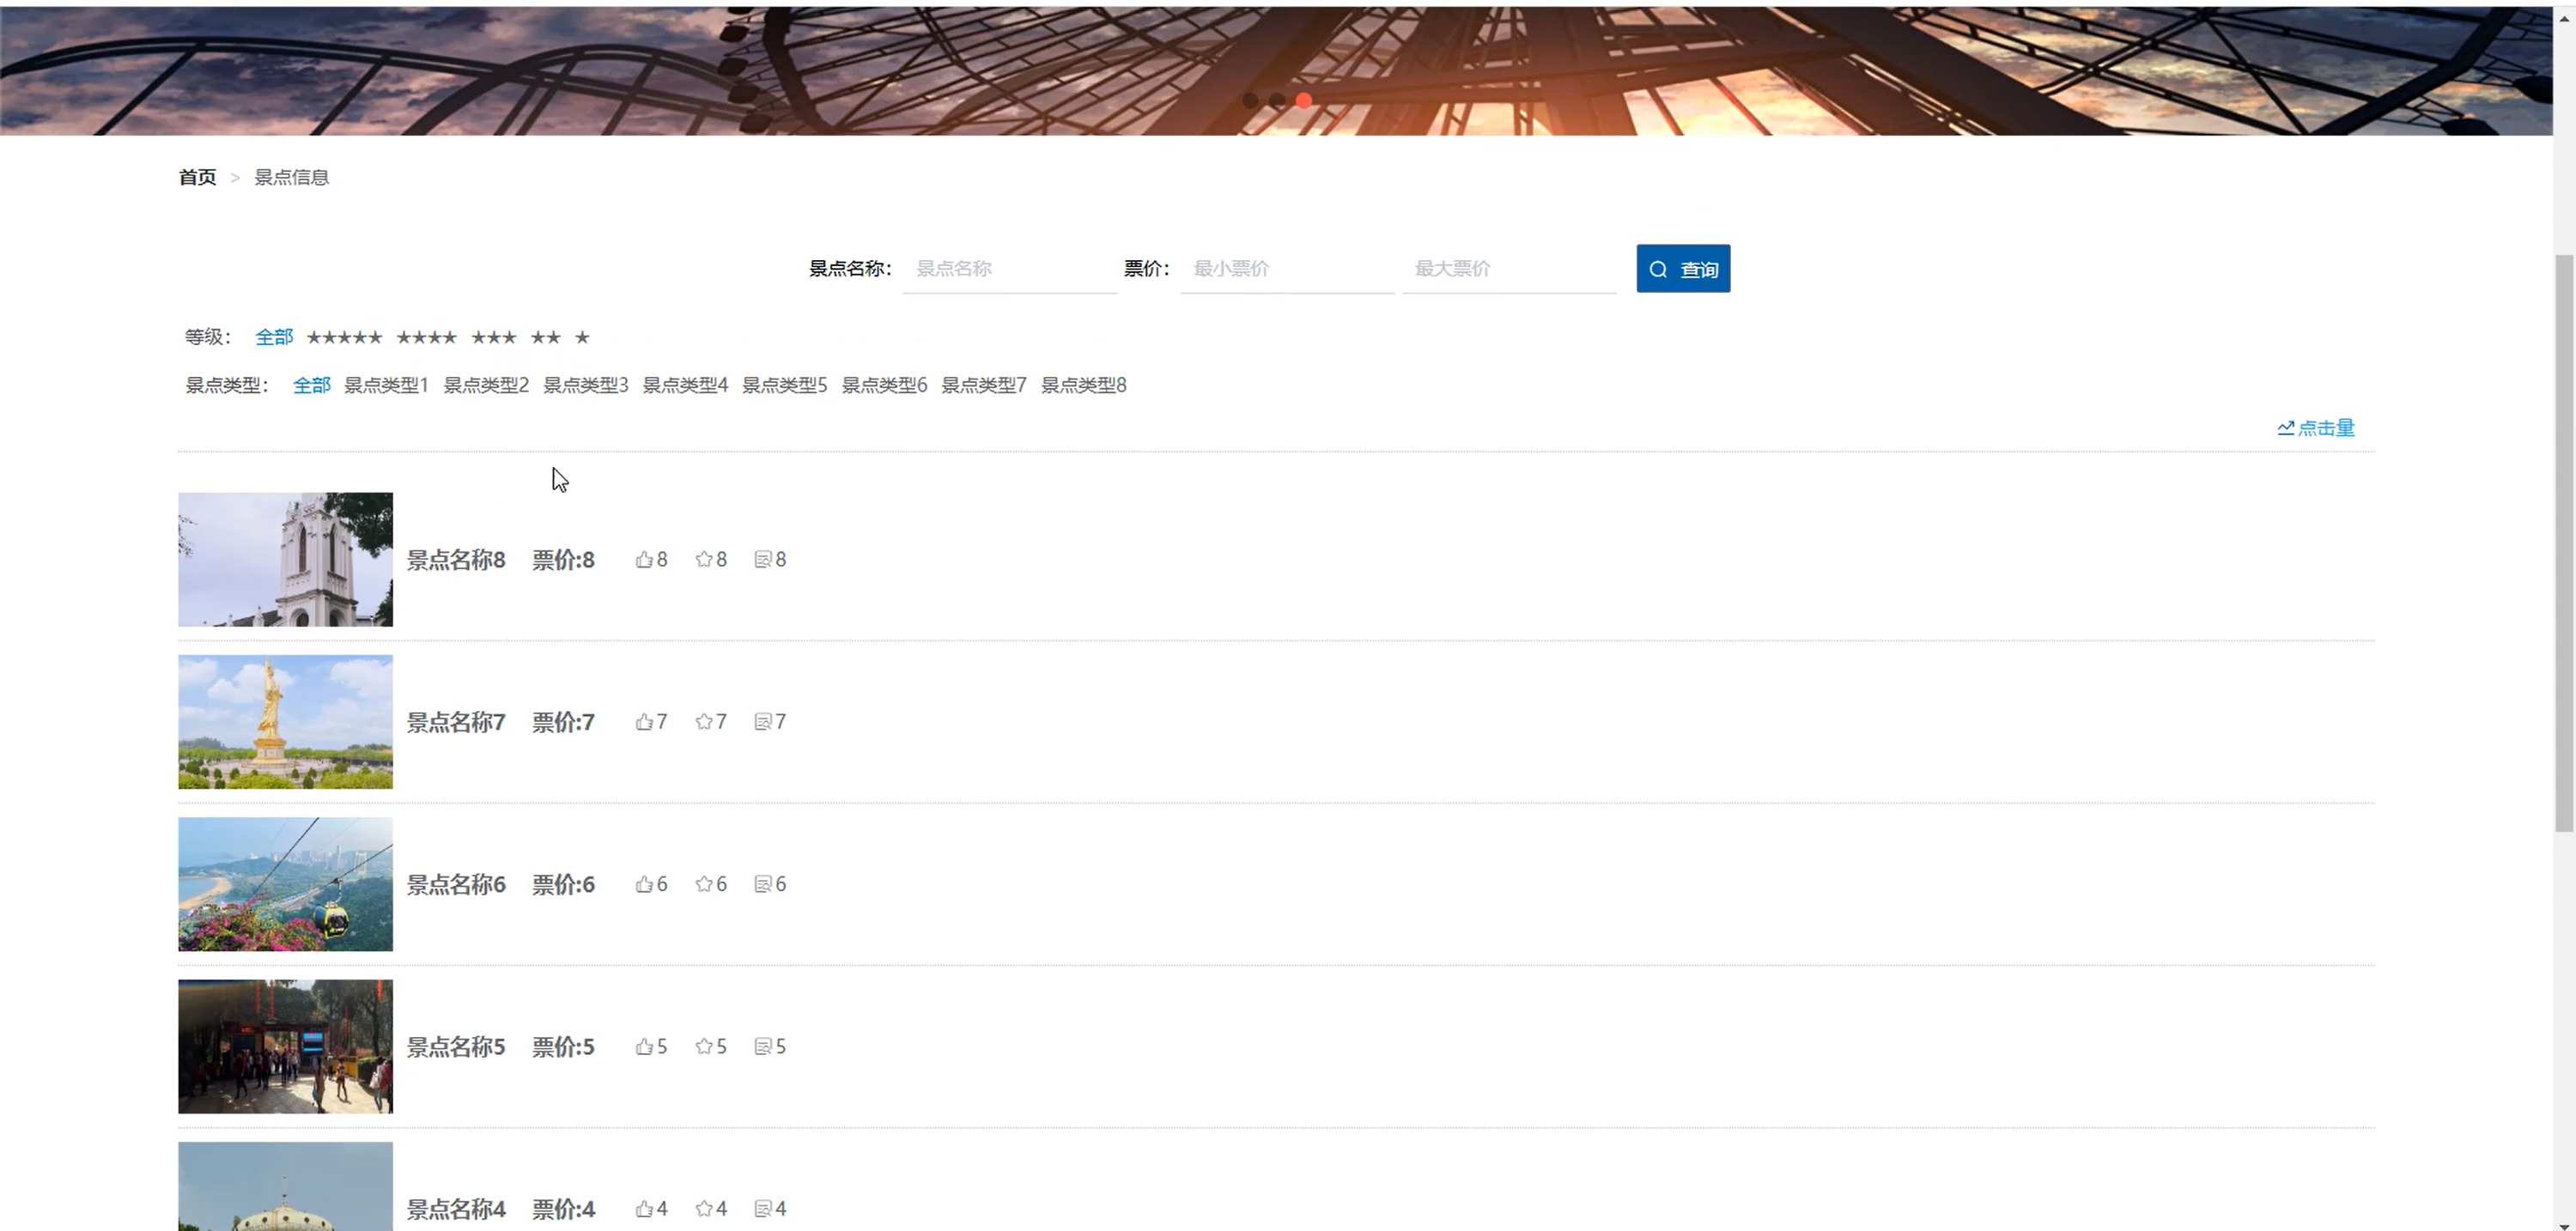 首页 > 景点信息
景点名称： 景点名称 票价： 最小票价 最大票价 查询
等级： 全部 ★★★★★ ★★★★ ★★★ ★★ ★
景点类型： 全部 景点类型1 景点类型2 景点类型3 景点类型4 景点类型5 景点类型6 景点类型7 景点类型8
点击量
景点名称8 票价:8 8 8 8
景点名称7 票价:7 7 7 7
景点名称6 票价:6 6 6 6
景点名称5 票价:5 5 5 5
景点名称4 票价:4 4 4 4